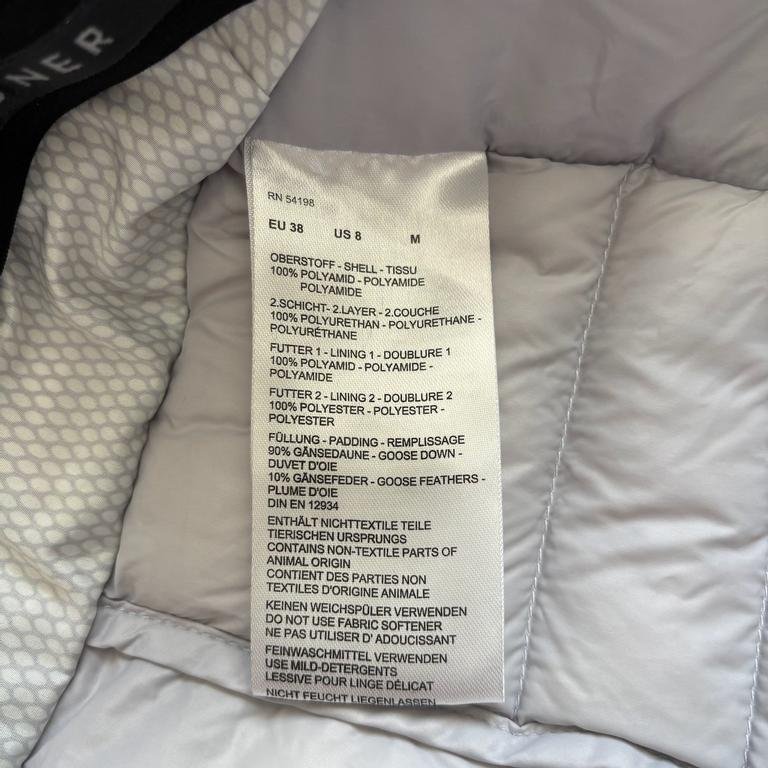 NER
RN 54198
EU 38 US 8 M
OBERSTOFF - SHELL - TISSU
100% POLYAMID - POLYAMIDE
POLYAMIDE
2.SCHICHT- 2.LAYER - 2.COUCHE
100% POLYURETHAN - POLYURETHANE -
POLYURÉTHANE
FUTTER 1 - LINING 1 - DOUBLURE 1
100% POLYAMID - POLYAMIDE -
POLYAMIDE
FUTTER 2 - LINING 2 - DOUBLURE 2
100% POLYESTER - POLYESTER -
POLYESTER
FÜLLUNG - PADDING - REMPLISSAGE
90% GÄNSEDAUNE - GOOSE DOWN -
DUVET D'OIE
10% GÄNSEFEDER - GOOSE FEATHERS -
PLUME D'OIE
DIN EN 12934
ENTHÄLT NICHTTEXTILE TEILE
TIERISCHEN URSPRUNGS
CONTAINS NON-TEXTILE PARTS OF
ANIMAL ORIGIN
CONTIENT DES PARTIES NON
TEXTILES D'ORIGINE ANIMALE
KEINEN WEICHSPÜLER VERWENDEN
DO NOT USE FABRIC SOFTENER
NE PAS UTILISER D' ADOUCISSANT
FEINWASCHMITTEL VERWENDEN
USE MILD-DETERGENTS
LESSIVE POUR LINGE DÉLICAT
NICHT FEUCHT LIEGENLASSEN